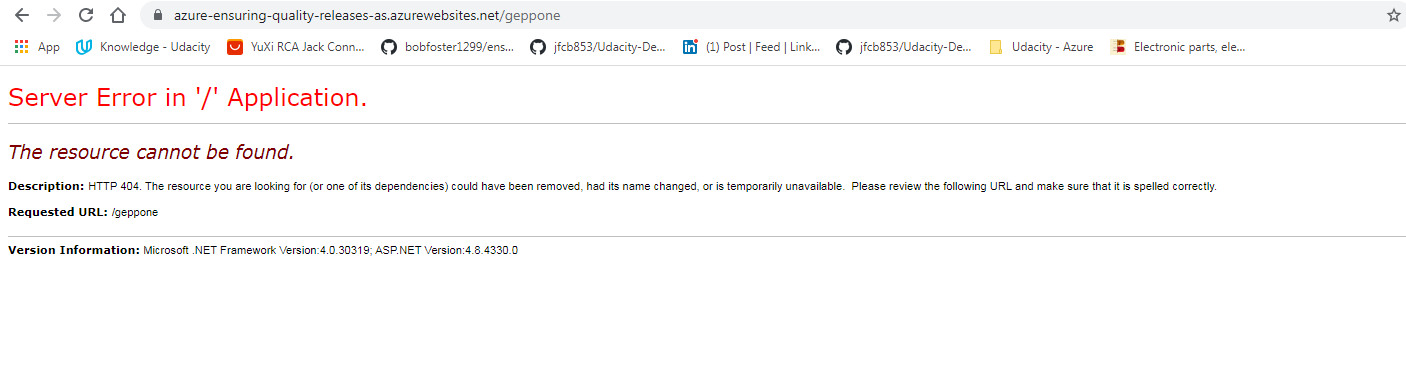 azure-ensuring-quality-releases-as.azurewebsites.net/geppone
App Knowledge - Udacity YuXi RCA Jack Conn... bobfoster1299/ens... jfcb853/Udacity-De... (1) Post | Feed | Link... jfcb853/Udacity-De... Udacity - Azure Electronic parts, ele...
Server Error in '/' Application.
The resource cannot be found.
Description: HTTP 404. The resource you are looking for (or one of its dependencies) could have been removed, had its name changed, or is temporarily unavailable.  Please review the following URL and make sure that it is spelled correctly.
Requested URL: /geppone
Version Information: Microsoft .NET Framework Version:4.0.30319; ASP.NET Version:4.8.4330.0